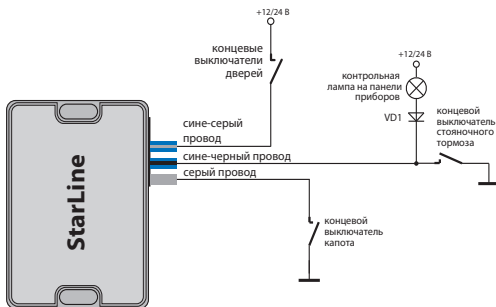 +12/24 В
концевые
выключатели
дверей
+12/24 В
контрольная
лампа на панели
приборов
VD1
концевой
выключатель
стояночного
тормоза
сине-серый
провод
сине-черный провод
серый провод
StarLine
концевой
выключатель
капота